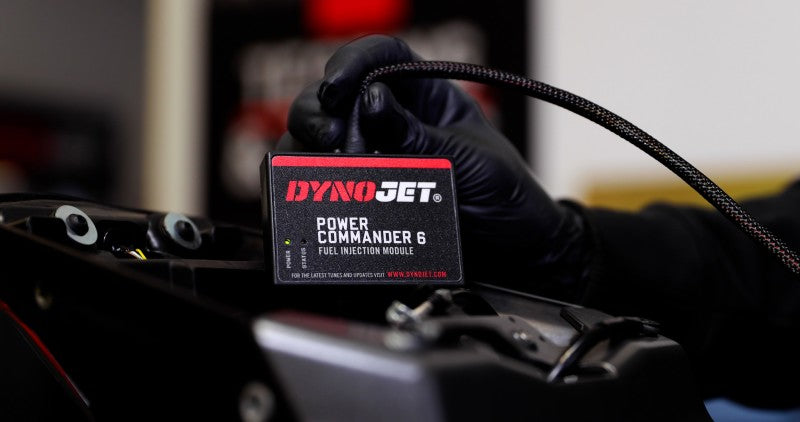 DYNOJET®
POWER
COMMANDER 6
FUEL INJECTION MODULE
POWER
STATUS
FOR THE LATEST TUNES AND UPDATES VISIT WWW.DYNOJET.COM